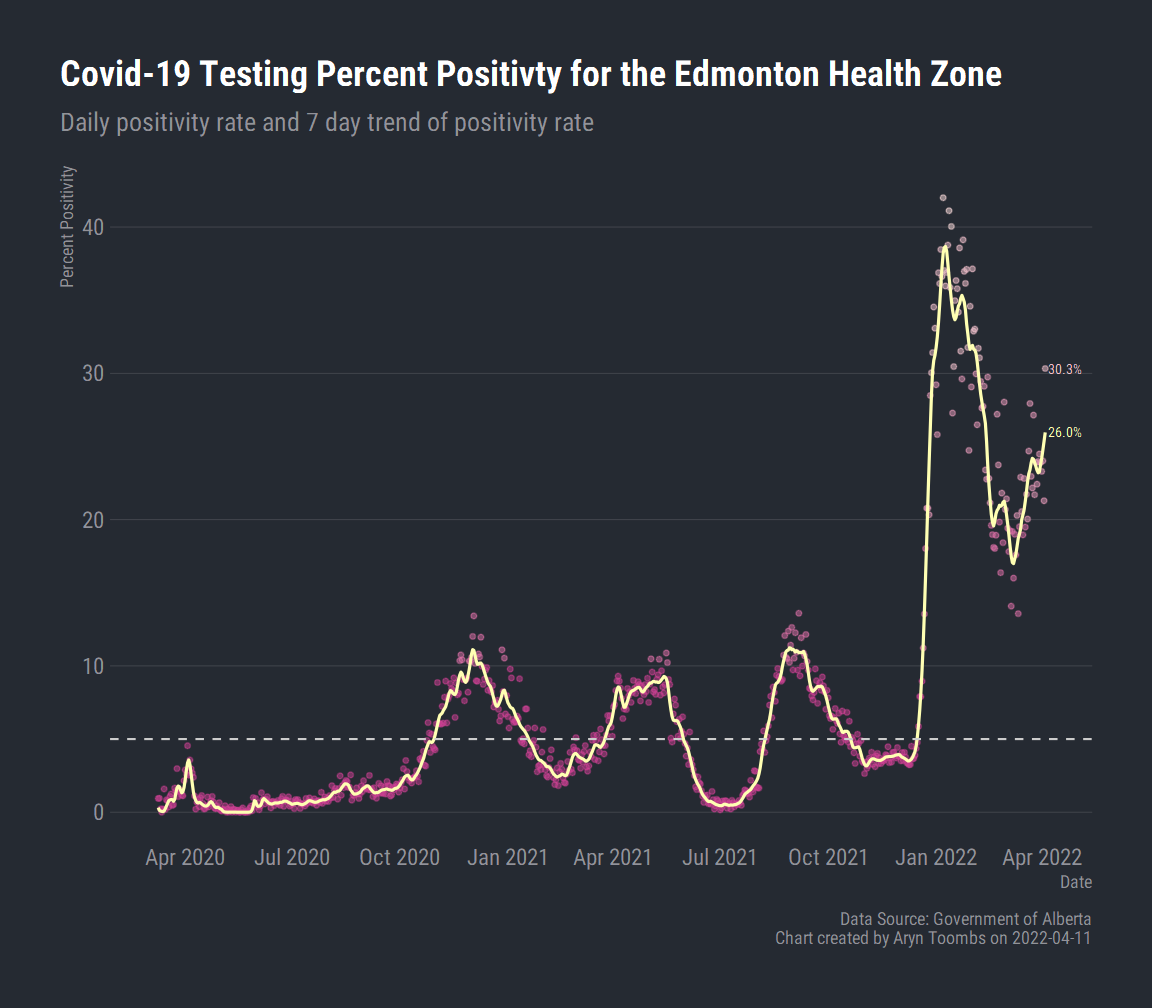 Covid-19 Testing Percent Positivty for the Edmonton Health Zone
Daily positivity rate and 7 day trend of positivity rate
Percent Positivity
40
30
20
10
0
30.3%
26.0%
Apr 2020 Jul 2020 Oct 2020 Jan 2021 Apr 2021 Jul 2021 Oct 2021 Jan 2022 Apr 2022
Date
Data Source: Government of Alberta
Chart created by Aryn Toombs on 2022-04-11